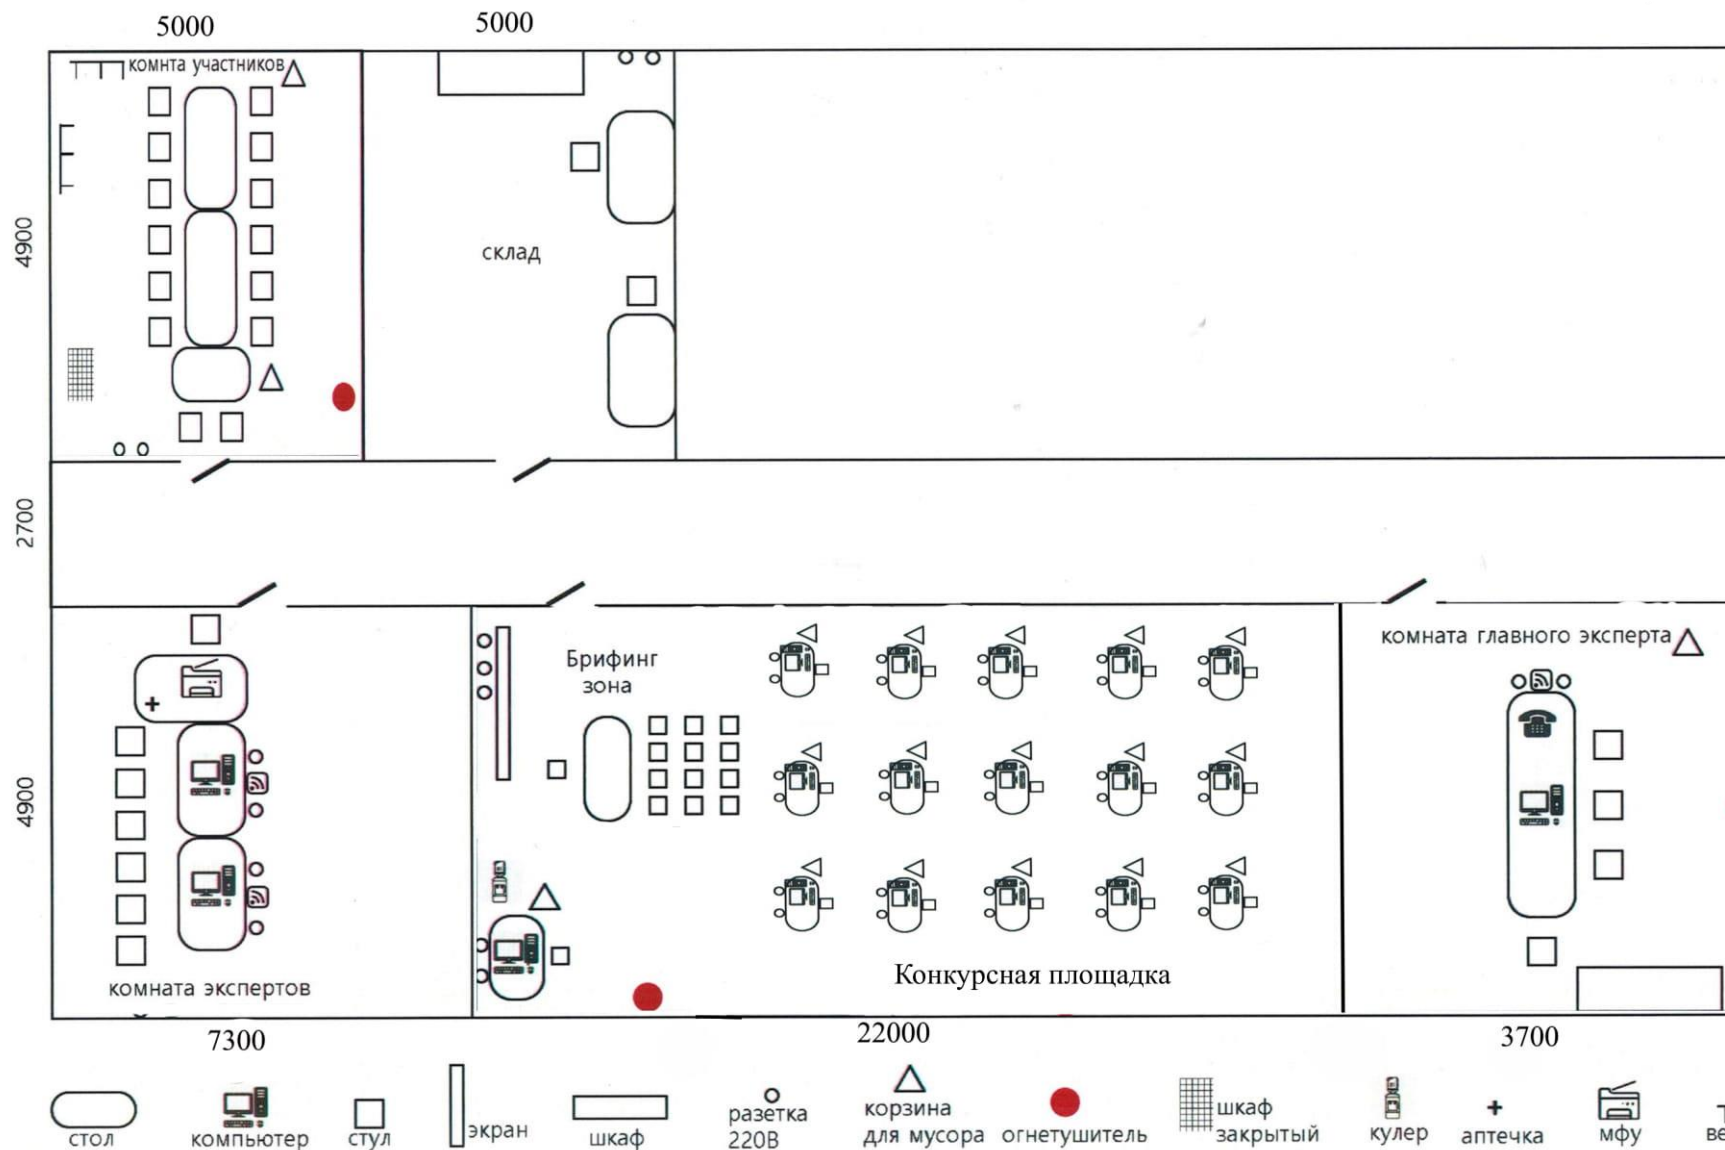 5000
5000
комнта участников
4900
склад
2700
Брифинг
зона
комната главного эксперта
4900
Конкурсная площадка
комната экспертов
7300
22000
3700
стол
компьютер
стул
экран
шкаф
разетка
220В
корзина
для мусора
огнетушитель
шкаф
закрытый
кулер
аптечка
мфу
ве